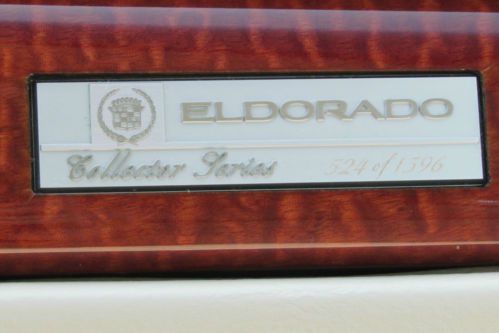 ELDORADO
Collector Series 524 of 1596